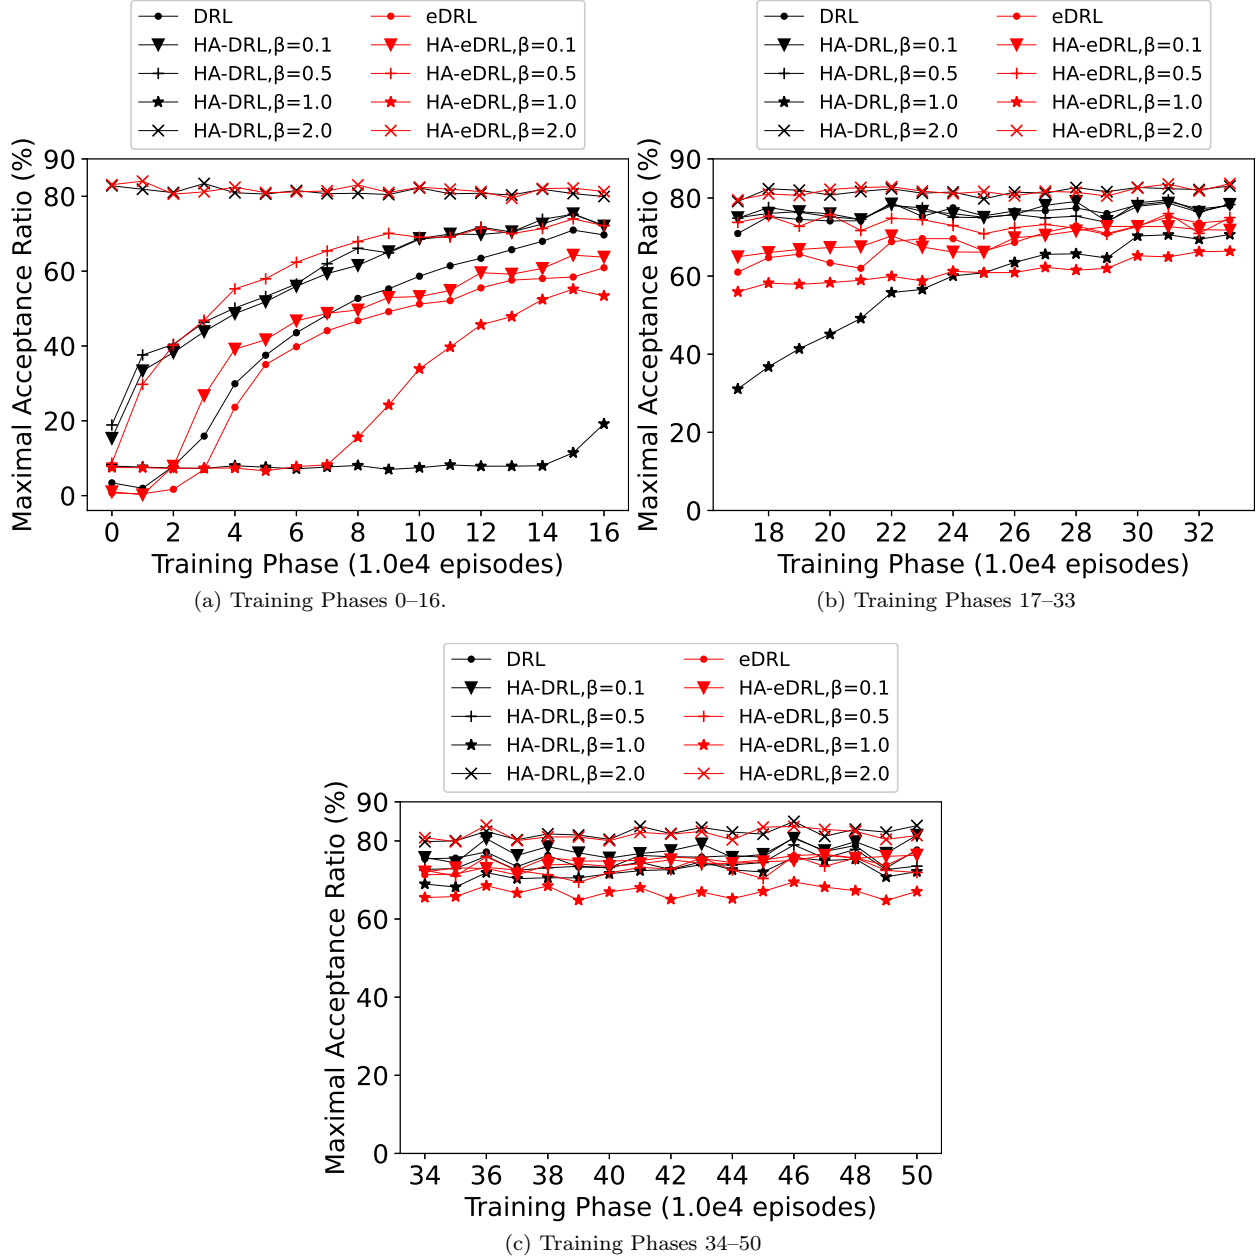 DRL eDRL
HA-DRL,β=0.1 HA-eDRL,β=0.1
HA-DRL,β=0.5 HA-eDRL,β=0.5
HA-DRL,β=1.0 HA-eDRL,β=1.0
HA-DRL,β=2.0 HA-eDRL,β=2.0
Maximal Acceptance Ratio (%)
90
80
60
40
20
0
0 2 4 6 8 10 12 14 16
Training Phase (1.0e4 episodes)
(a) Training Phases 0–16.
DRL eDRL
HA-DRL,β=0.1 HA-eDRL,β=0.1
HA-DRL,β=0.5 HA-eDRL,β=0.5
HA-DRL,β=1.0 HA-eDRL,β=1.0
HA-DRL,β=2.0 HA-eDRL,β=2.0
Maximal Acceptance Ratio (%)
90
80
60
40
20
0
18 20 22 24 26 28 30 32
Training Phase (1.0e4 episodes)
(b) Training Phases 17–33
DRL eDRL
HA-DRL,β=0.1 HA-eDRL,β=0.1
HA-DRL,β=0.5 HA-eDRL,β=0.5
HA-DRL,β=1.0 HA-eDRL,β=1.0
HA-DRL,β=2.0 HA-eDRL,β=2.0
Maximal Acceptance Ratio (%)
90
80
60
40
20
0
34 36 38 40 42 44 46 48 50
Training Phase (1.0e4 episodes)
(c) Training Phases 34–50